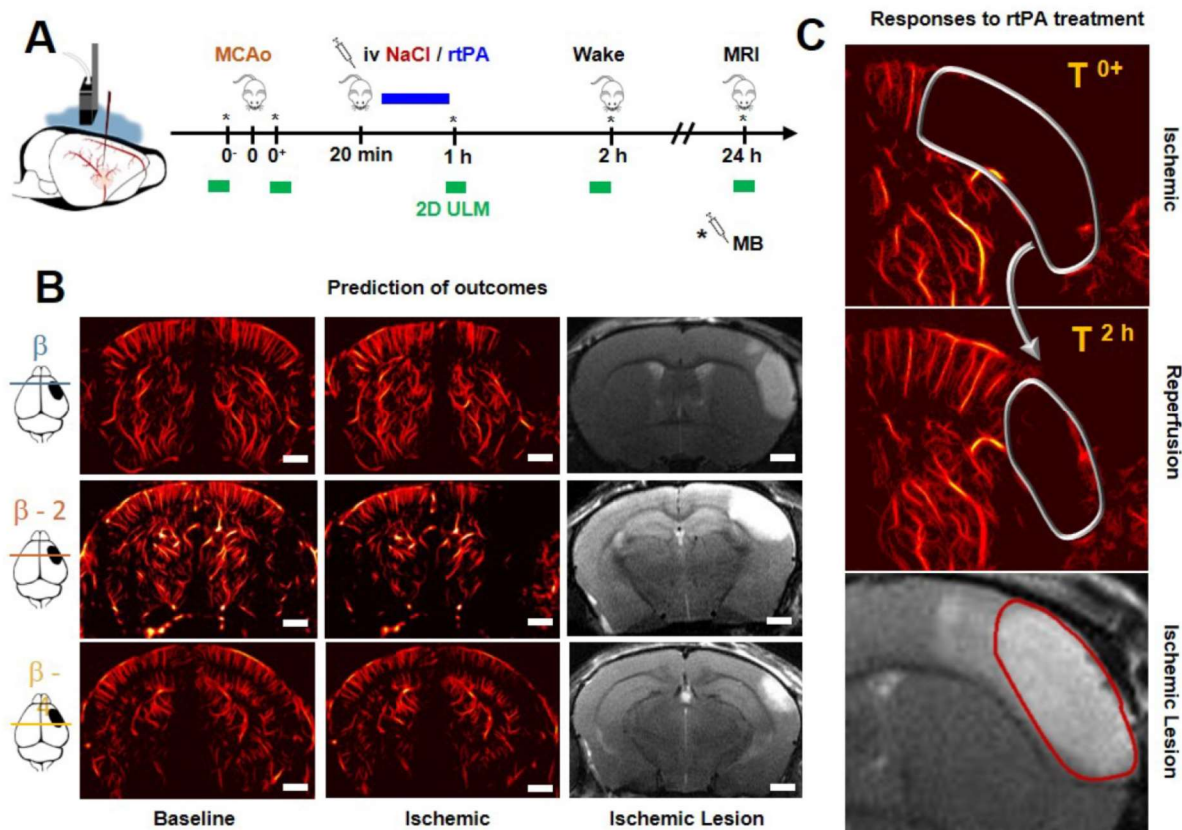 A
MCAo
iv NaCl / rtPA
Wake
MRI
* * * * *
0- 0 0+ 20 min 1 h 2 h 24 h
2D ULM
* MB
B
Prediction of outcomes
β
β - 2
β - 4
Baseline
Ischemic
Ischemic Lesion
C
Responses to rtPA treatment
T 0+
Ischemic
T 2 h
Reperfusion
Ischemic Lesion